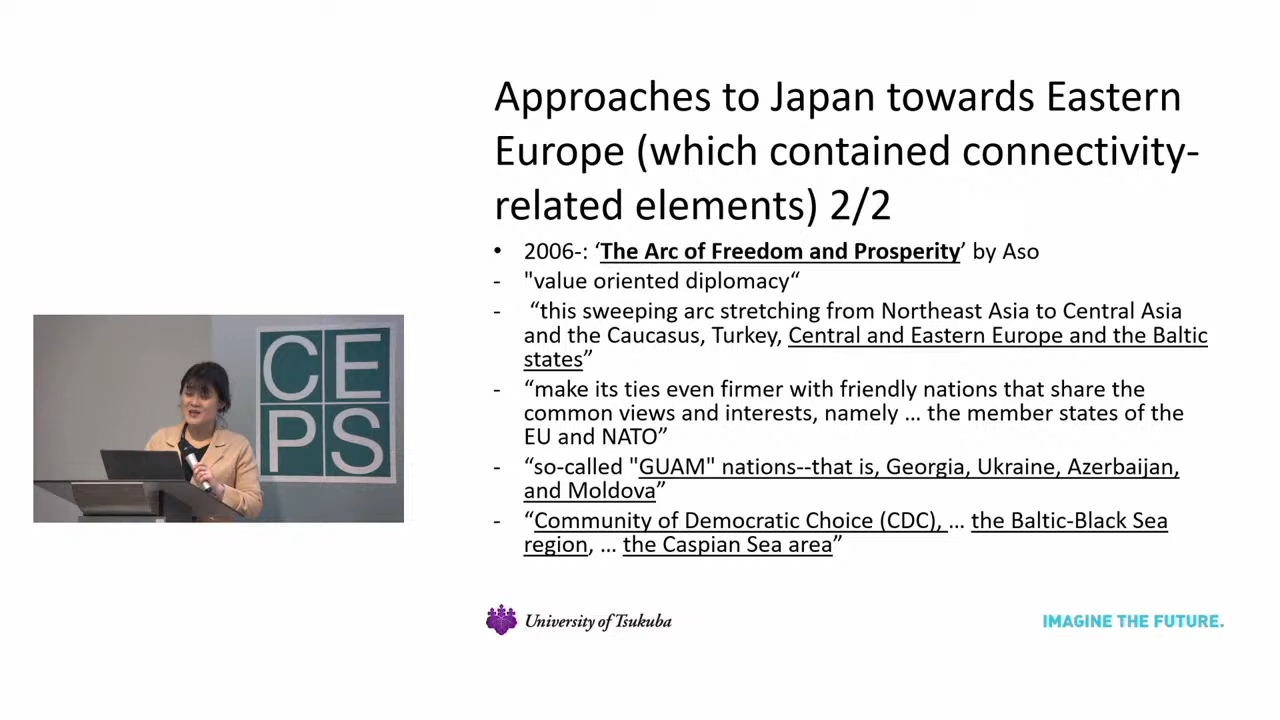 Approaches to Japan towards Eastern
Europe (which contained connectivity-
related elements) 2/2
• 2006-: ‘The Arc of Freedom and Prosperity’ by Aso
- "value oriented diplomacy“
- “this sweeping arc stretching from Northeast Asia to Central Asia
and the Caucasus, Turkey, Central and Eastern Europe and the Baltic
states”
- “make its ties even firmer with friendly nations that share the
common views and interests, namely … the member states of the
EU and NATO”
- “so-called "GUAM" nations--that is, Georgia, Ukraine, Azerbaijan,
and Moldova”
- “Community of Democratic Choice (CDC), … the Baltic-Black Sea
region, … the Caspian Sea area”
CE
PS
University of Tsukuba
IMAGINE THE FUTURE.